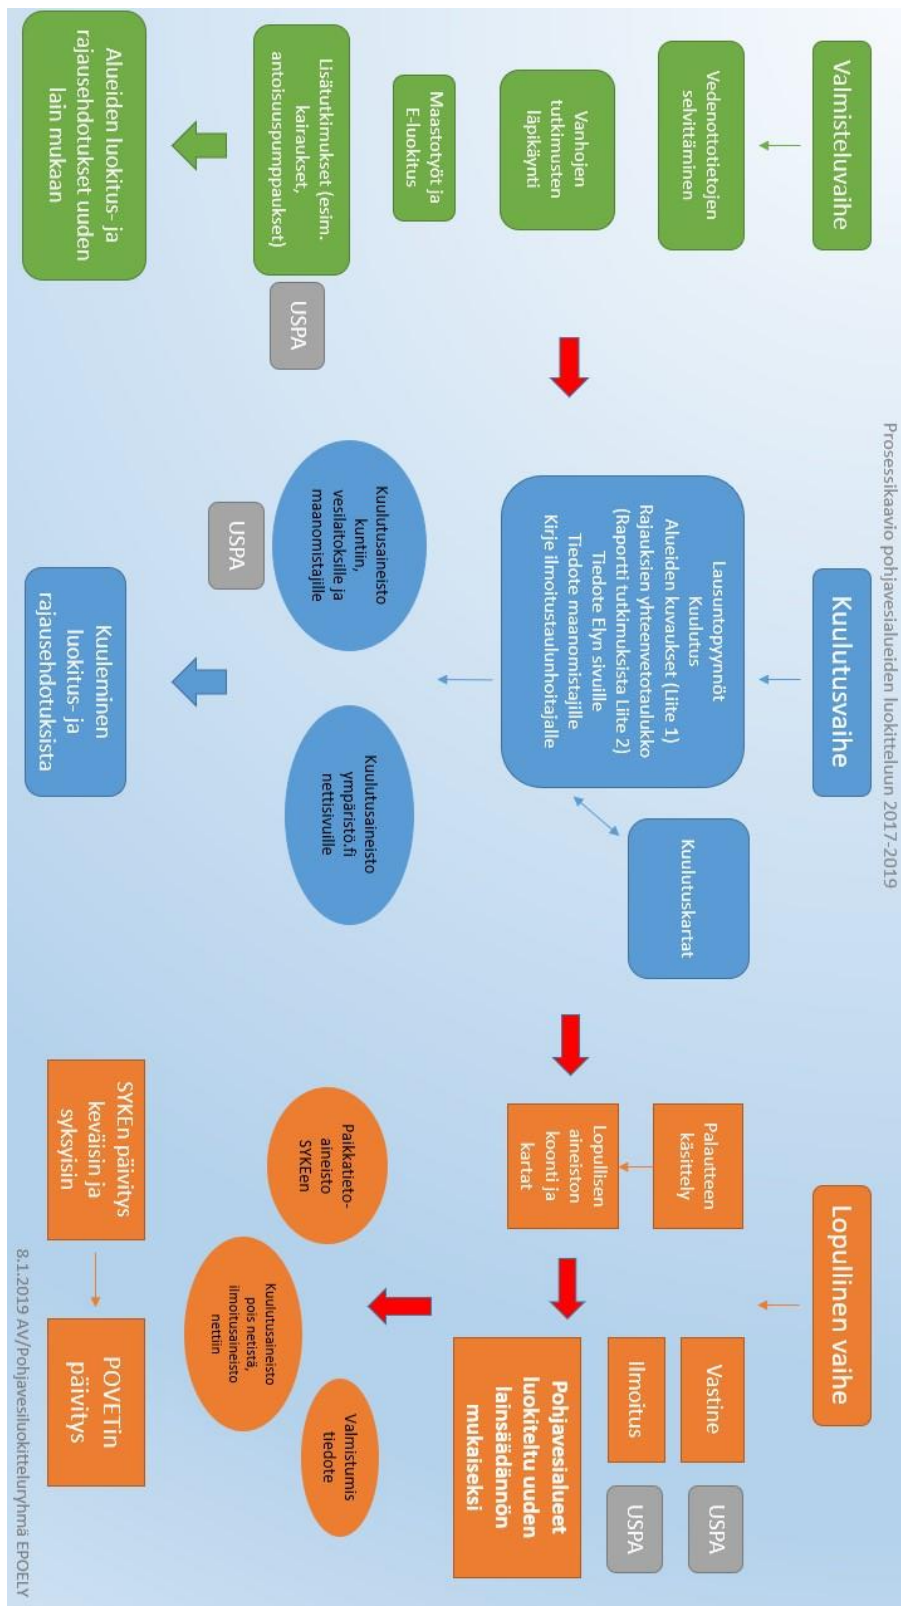 Prosessikaavio pohjavesialueiden luokitteluun 2017-2019
Valmisteluvaihe
Vedenottotietojen
selvittäminen
Vanhojen
tutkimusten
läpikäynti
Maastotyöt ja
E-luokitus
Lisätutkimukset (esim.
kairaukset,
antoisuuspumppaukset)
USPA
Alueiden luokitus- ja
rajausehdotukset uuden
lain mukaan
Kuulutusvaihe
Lausuntopyynnöt
Kuulutus
Alueiden kuvaukset (Liite 1)
Rajauksien yhteenvetotaulukko
(Raportti tutkimuksista Liite 2)
Tiedote Elyn sivuille
Tiedote maanomistajille
Kirje ilmoitustaulunhoitajalle
Kuulutuskartat
Kuulutusaineisto
kuntiin,
vesilaitoksille ja
maanomistajille
USPA
Kuulutusaineisto
ympäristö.fi
nettisivuille
Kuuleminen
luokitus- ja
rajausehdotuksista
Lopullinen vaihe
Palautteen
käsittely
Lopullisen
aineiston
koonti ja
kartat
Vastine
USPA
Ilmoitus
USPA
Pohjavesialueet
luokiteltu uuden
lainsäädännön
mukaiseksi
Paikkatieto-
aineisto
SYKEen
Kuulutusaineisto
pois netistä,
ilmoitusaineisto
nettiin
Valmistumis
tiedote
SYKEn päivitys
keväisin ja
syksyisin
POVETin
päivitys
8.1.2019 AV/Pohjavesiluokitteluryhmä EPOELY